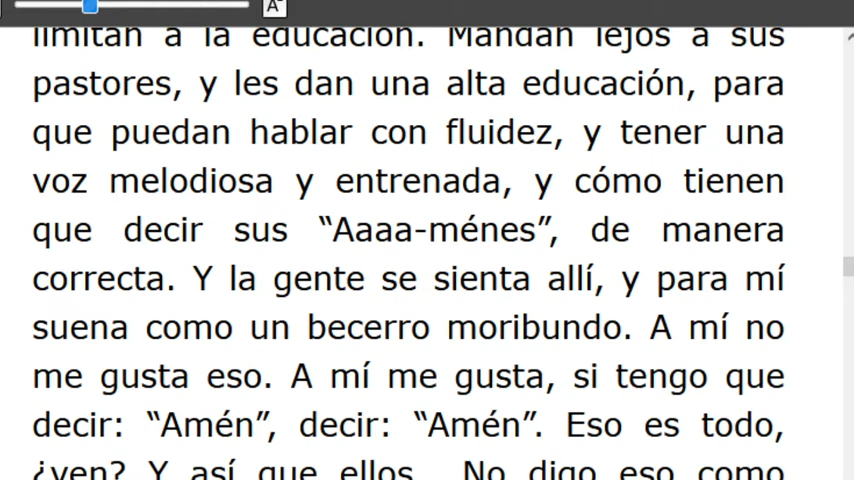 A
limitan a la educación. Mandan lejos a sus
pastores, y les dan una alta educación, para
que puedan hablar con fluidez, y tener una
voz melodiosa y entrenada, y cómo tienen
que decir sus “Aaaa-ménes”, de manera
correcta. Y la gente se sienta allí, y para mí
suena como un becerro moribundo. A mí no
me gusta eso. A mí me gusta, si tengo que
decir: “Amén”, decir: “Amén”. Eso es todo,
¿ven? Y así que ellos... No digo eso como